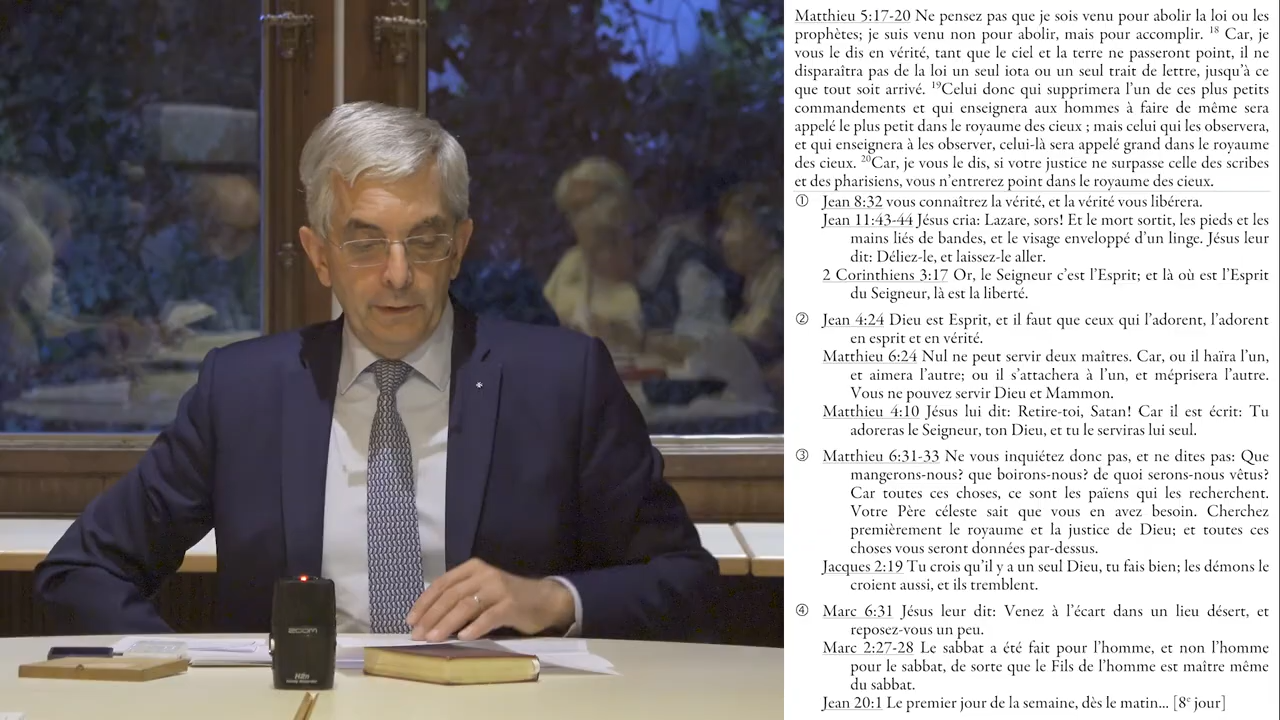 Matthieu 5:17-20 Ne pensez pas que je sois venu pour abolir la loi ou les
prophètes; je suis venu non pour abolir, mais pour accomplir. ¹⁸ Car, je
vous le dis en vérité, tant que le ciel et la terre ne passeront point, il ne
disparaîtra pas de la loi un seul iota ou un seul trait de lettre, jusqu'à ce
que tout soit arrivé. ¹⁹Celui donc qui supprimera l'un de ces plus petits
commandements et qui enseignera aux hommes à faire de même sera
appelé le plus petit dans le royaume des cieux ; mais celui qui les observera,
et qui enseignera à les observer, celui-là sera appelé grand dans le royaume
des cieux. ²⁰Car, je vous le dis, si votre justice ne surpasse celle des scribes
et des pharisiens, vous n'entrerez point dans le royaume des cieux.
① Jean 8:32 vous connaîtrez la vérité, et la vérité vous libérera.
Jean 11:43-44 Jésus cria: Lazare, sors! Et le mort sortit, les pieds et les
mains liés de bandes, et le visage enveloppé d'un linge. Jésus leur
dit: Déliez-le, et laissez-le aller.
2 Corinthiens 3:17 Or, le Seigneur c'est l'Esprit; et là où est l'Esprit
du Seigneur, là est la liberté.
② Jean 4:24 Dieu est Esprit, et il faut que ceux qui l'adorent, l'adorent
en esprit et en vérité.
Matthieu 6:24 Nul ne peut servir deux maîtres. Car, ou il haïra l'un,
et aimera l'autre; ou il s'attachera à l'un, et méprisera l'autre.
Vous ne pouvez servir Dieu et Mammon.
Matthieu 4:10 Jésus lui dit: Retire-toi, Satan! Car il est écrit: Tu
adoreras le Seigneur, ton Dieu, et tu le serviras lui seul.
③ Matthieu 6:31-33 Ne vous inquiétez donc pas, et ne dites pas: Que
mangerons-nous? que boirons-nous? de quoi serons-nous vêtus?
Car toutes ces choses, ce sont les païens qui les recherchent.
Votre Père céleste sait que vous en avez besoin. Cherchez
premièrement le royaume et la justice de Dieu; et toutes ces
choses vous seront données par-dessus.
Jacques 2:19 Tu crois qu'il y a un seul Dieu, tu fais bien; les démons le
croient aussi, et ils tremblent.
④ Marc 6:31 Jésus leur dit: Venez à l'écart dans un lieu désert, et
reposez-vous un peu.
Marc 2:27-28 Le sabbat a été fait pour l'homme, et non l'homme
pour le sabbat, de sorte que le Fils de l'homme est maître même
du sabbat.
Jean 20:1 Le premier jour de la semaine, dès le matin... [8ᵉ jour]
zoom
H2n